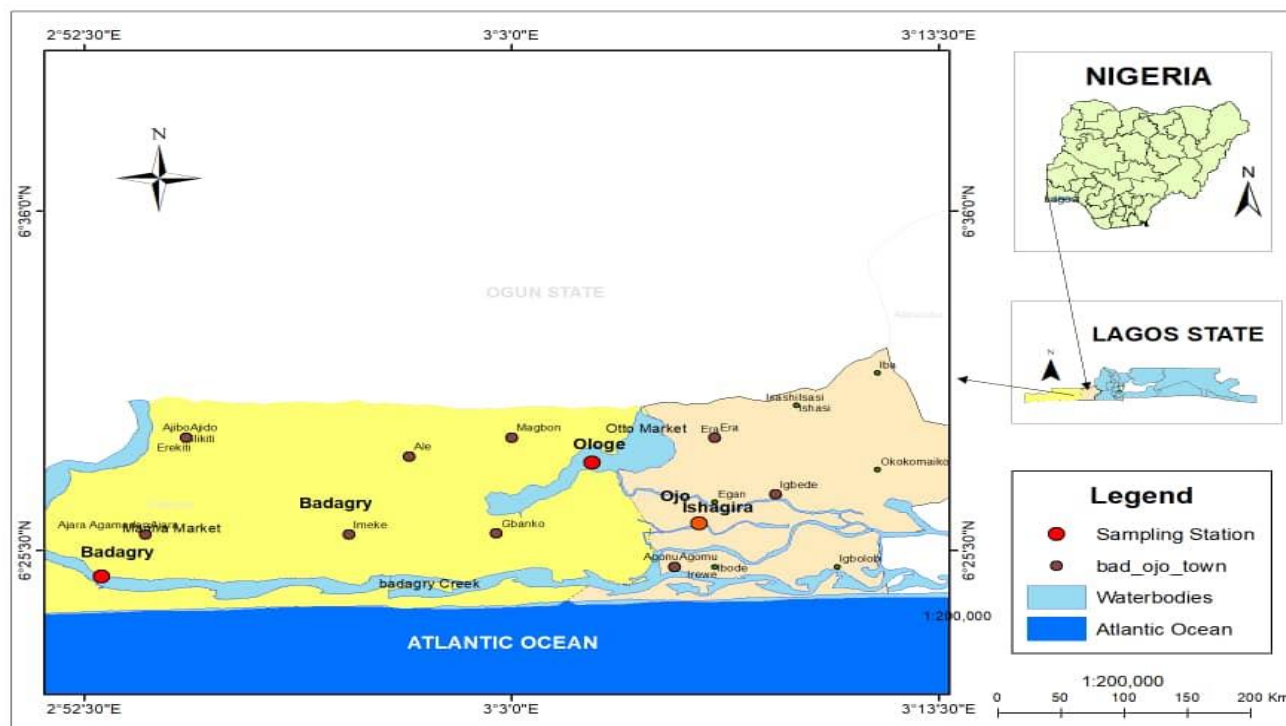 2°52'30"E
3°3'0"E
3°13'30"E
N
6°36'0"N
6°36'0"N
OGUN STATE
Iba
Isashi Isasi
Ishasi
AjiboAjido
Ilikiti
Erekiti
Magbon
Otto Market
Era Era
Ale
Ologe
Okokomaiko
Igbede
Ojo
Egan
Badagry
Ishagira
Ajara
Market
Imeke
Gbanko
Badagry
6°25'30"N
6°25'30"N
AgonuAgomu
Irewe
Ibode
Igbolob
badagry Creek
1:200,000
ATLANTIC OCEAN
2°52'30"E
3°3'0"E
3°13'30"E
NIGERIA
N
Lagos
LAGOS STATE
N
Legend
Sampling Station
bad_ojo_town
Waterbodies
Atlantic Ocean
1:200,000
0 50 100 150 200 Km